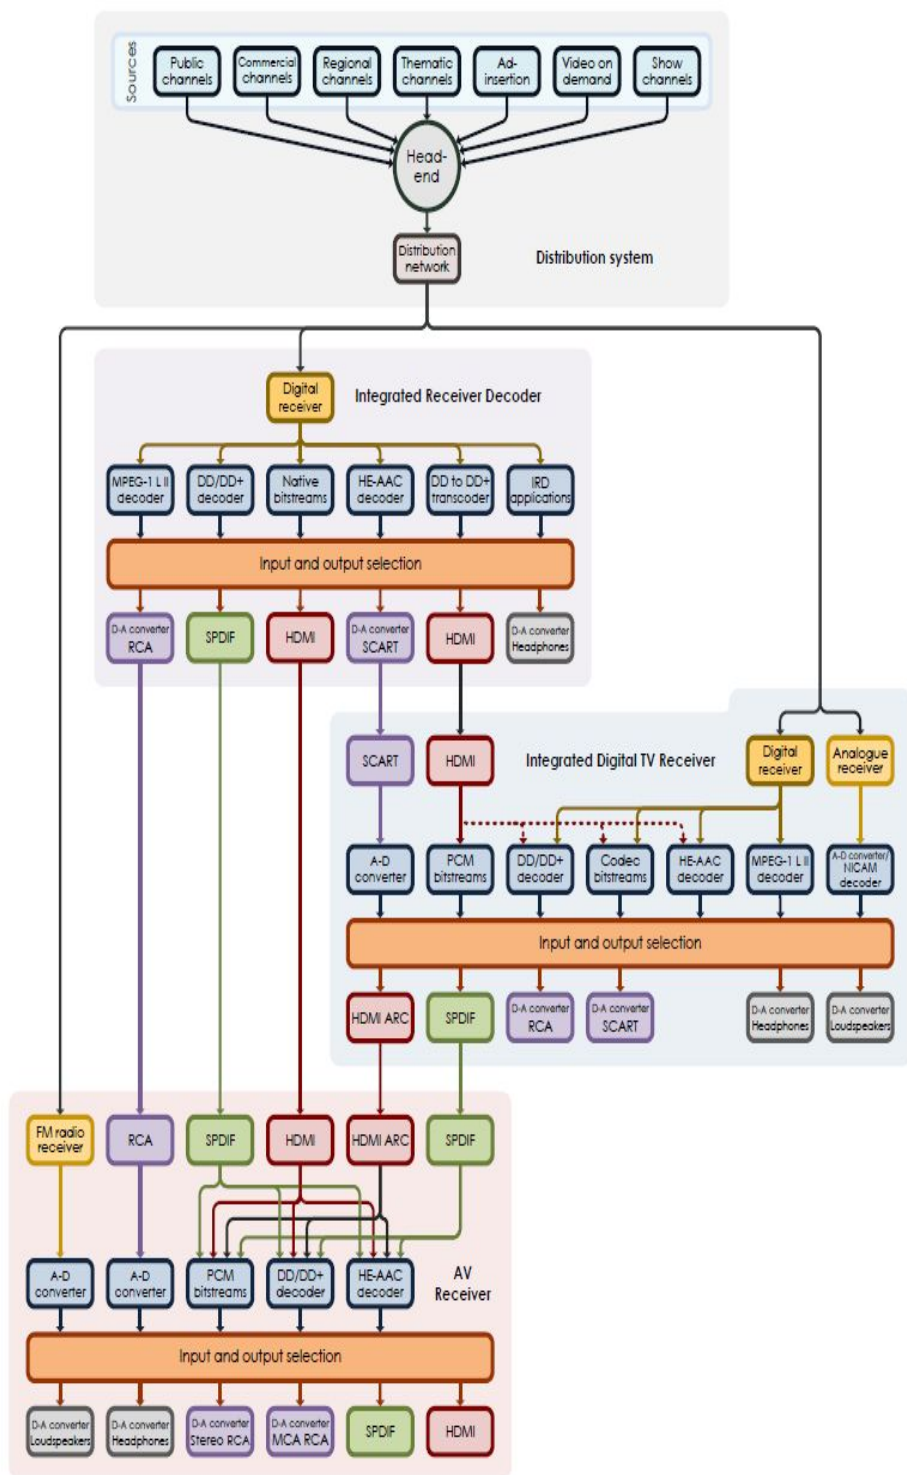 Sources
Public
channels
Commercial
channels
Regional
channels
Thematic
channels
Ad-
insertion
Video on
demand
Show
channels
Head-
end
Distribution
network
Distribution system
Digital
receiver
Integrated Receiver Decoder
MPEG-1 L II
decoder
DD/DD+
decoder
Native
bitstreams
HE-AAC
decoder
DD to DD+
transcoder
IRD
applications
Input and output selection
D-A converter
RCA
SPDIF
HDMI
D-A converter
SCART
HDMI
D-A converter
Headphones
SCART
HDMI
Integrated Digital TV Receiver
Digital
receiver
Analogue
receiver
A-D
converter
PCM
bitstreams
DD/DD+
decoder
Codec
bitstreams
HE-AAC
decoder
MPEG-1 L II
decoder
A-D converter/
NICAM
decoder
Input and output selection
HDMI ARC
SPDIF
D-A converter
RCA
D-A converter
SCART
D-A converter
Headphones
D-A converter
Loudspeakers
FM radio
receiver
RCA
SPDIF
HDMI
HDMI ARC
SPDIF
A-D
converter
A-D
converter
PCM
bitstreams
DD/DD+
decoder
HE-AAC
decoder
AV
Receiver
Input and output selection
D-A converter
Loudspeakers
D-A converter
Headphones
D-A converter
Stereo RCA
D-A converter
MCA RCA
SPDIF
HDMI